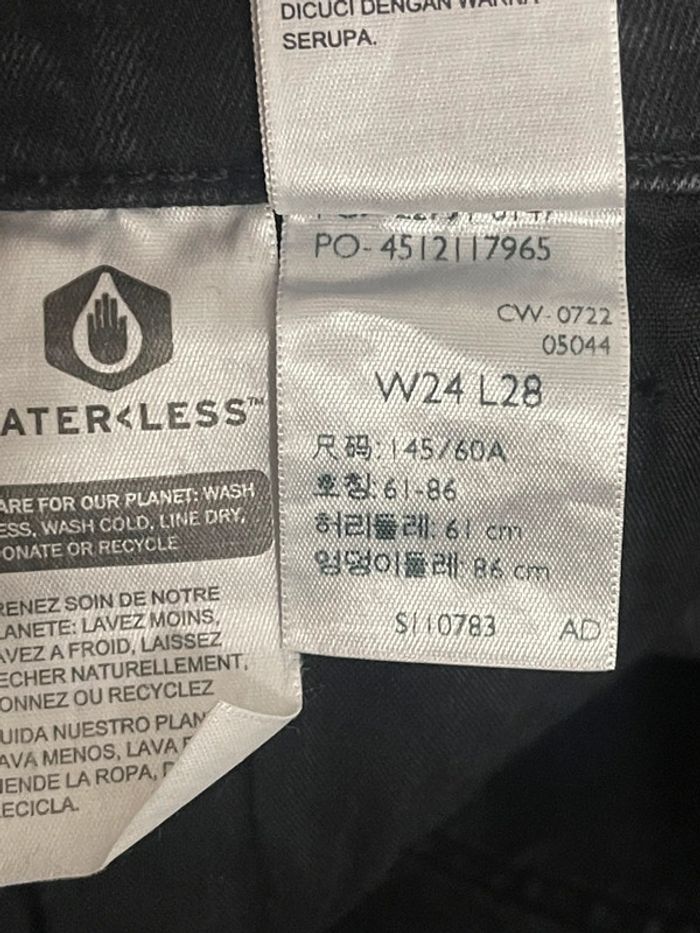 DICUCI DENGAN WARNA
SERUPA.
PO-4512117965
CW-0722
05044
W24 L28
尺码:145/60A
호칭:61-86
허리둘레: 61 cm
엉덩이둘레: 86 cm
S110783 AD
ATER<LESS™
ARE FOR OUR PLANET: WASH
ESS, WASH COLD, LINE DRY,
ONATE OR RECYCLE
RENEZ SOIN DE NOTRE
LANETE: LAVEZ MOINS,
AVEZ A FROID, LAISSEZ
ECHER NATURELLEMENT,
ONNEZ OU RECYCLEZ
UIDA NUESTRO PLAN
AVA MENOS, LAVA
IENDE LA ROPA,
ECICLA.